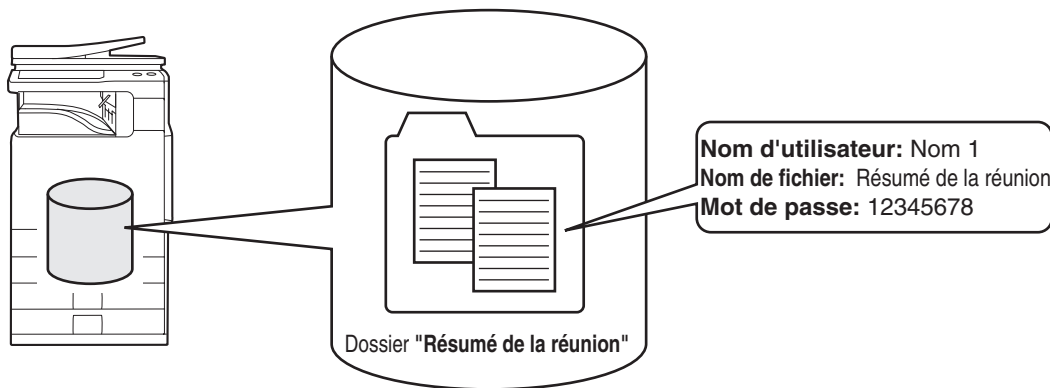 Nom d'utilisateur: Nom 1
Nom de fichier: Résumé de la réunion
Mot de passe: 12345678
Dossier "Résumé de la réunion"